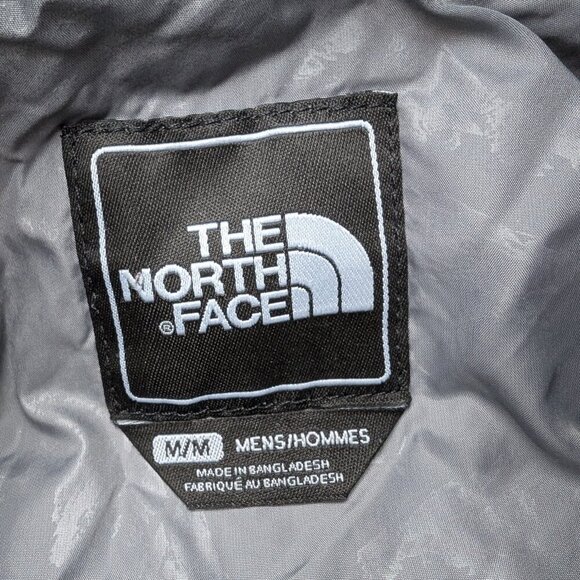 THE
NORTH
FACE®
M/M MENS/HOMMES
MADE IN BANGLADESH
FABRIQUÉ AU BANGLADESH